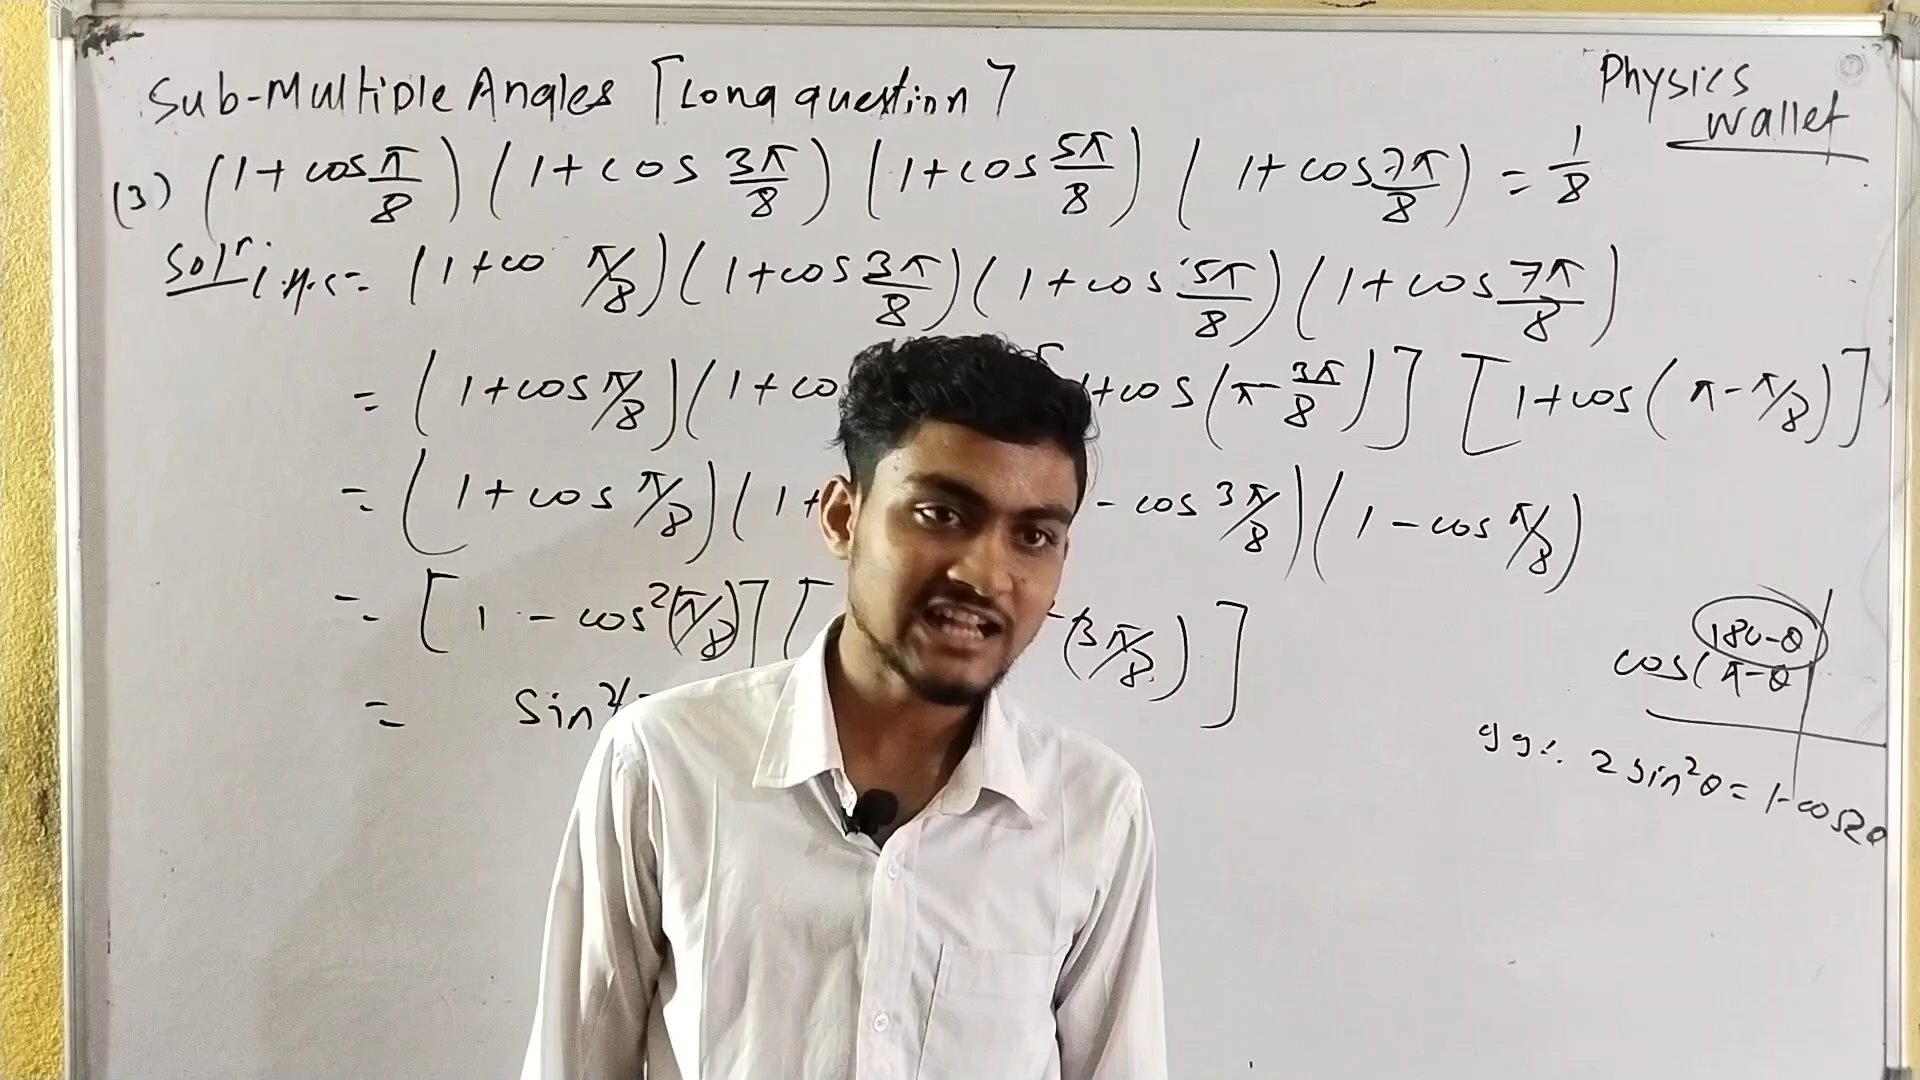 Sub-Multiple Angles [Long question]
Physics
Wallet
(3) (1+cos π/8) (1+cos 3π/8) (1+cos 5π/8) (1+cos 7π/8) = 1/8
Soln L.H.S = (1+co π/8) (1+cos 3π/8) (1+cos 5π/8) (1+cos 7π/8)
= (1+cos π/8) (1+co +cos (π-3π/8)] [1+cos (π-π/8)]
= (1+cos π/8) (1+ - cos 3π/8) (1-cos π/8)
= [1-cos²(π/8)] [ (3π/8)]
= sin²
180-θ
cos(π-θ
2 sin²θ = 1-cos2θ